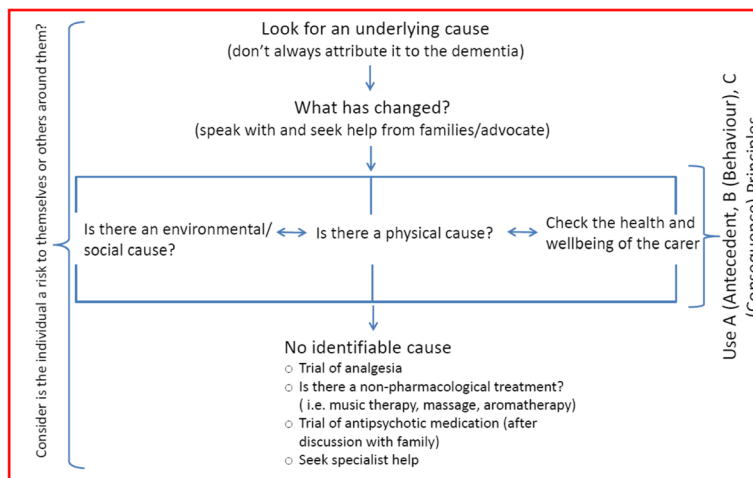 Consider is the individual a risk to themselves or others around them?
Look for an underlying cause
(don't always attribute it to the dementia)
What has changed?
(speak with and seek help from families/advocate)
Is there an environmental/
social cause?
Is there a physical cause?
Check the health and
wellbeing of the carer
No identifiable cause
○ Trial of analgesia
○ Is there a non-pharmacological treatment?
( i.e. music therapy, massage, aromatherapy)
○ Trial of antipsychotic medication (after
discussion with family)
○ Seek specialist help
Use A (Antecedent, B (Behaviour), C
(Consequence) Principles